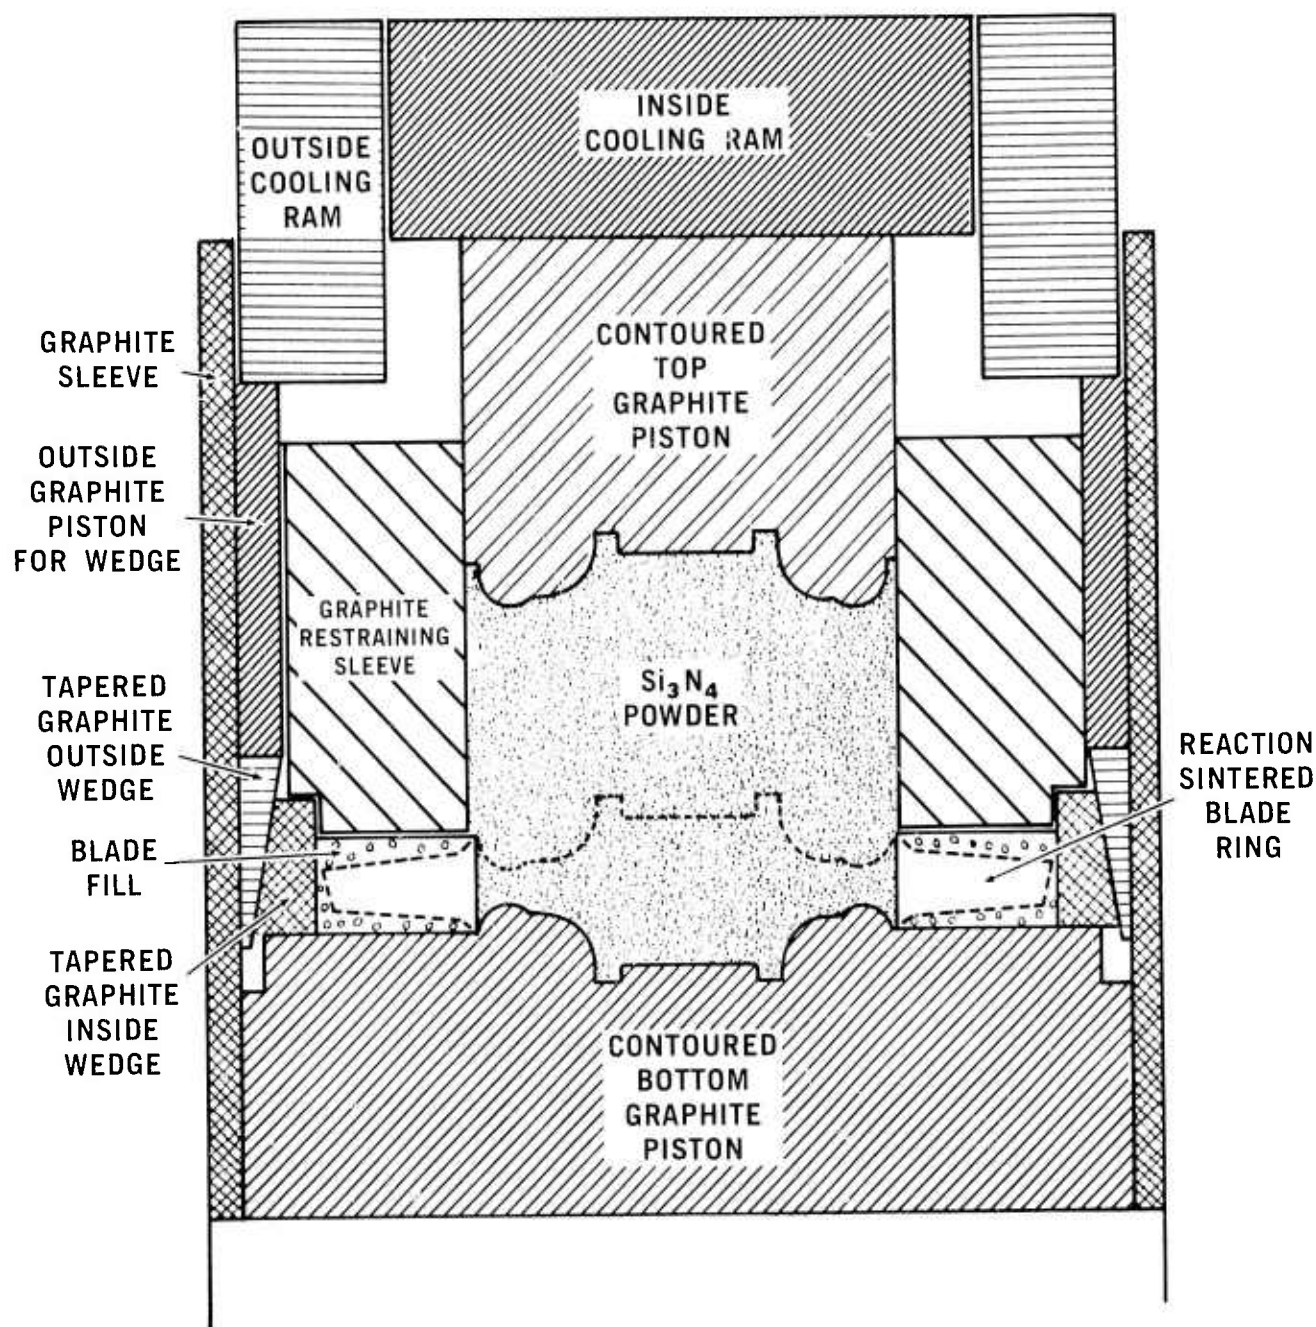 INSIDE
COOLING RAM
OUTSIDE
COOLING
RAM
GRAPHITE
SLEEVE
CONTOURED
TOP
GRAPHITE
PISTON
OUTSIDE
GRAPHITE
PISTON
FOR WEDGE
GRAPHITE
RESTRAINING
SLEEVE
TAPERED
GRAPHITE
OUTSIDE
WEDGE
Si₃N₄
POWDER
REACTION
SINTERED
BLADE
RING
BLADE
FILL
TAPERED
GRAPHITE
INSIDE
WEDGE
CONTOURED
BOTTOM
GRAPHITE
PISTON